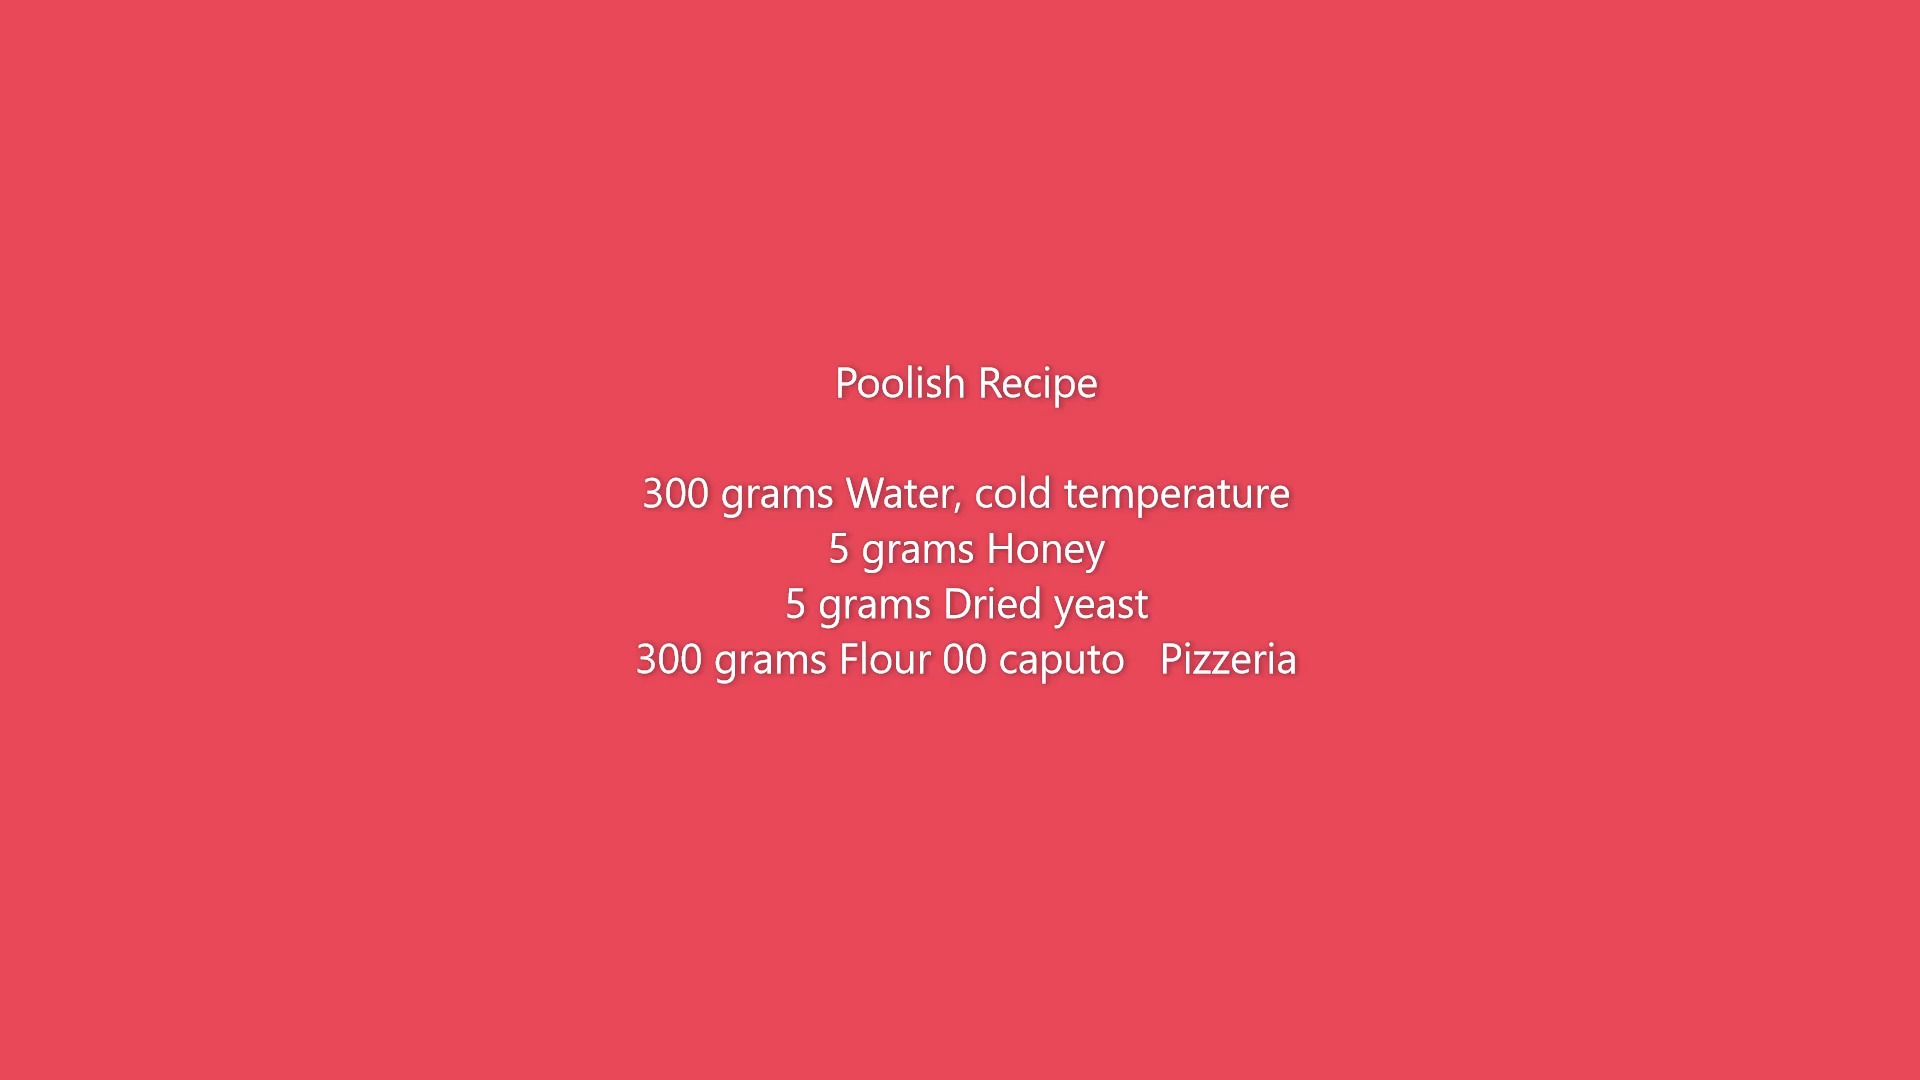 Poolish Recipe
300 grams Water, cold temperature
5 grams Honey
5 grams Dried yeast
300 grams Flour 00 caputo   Pizzeria